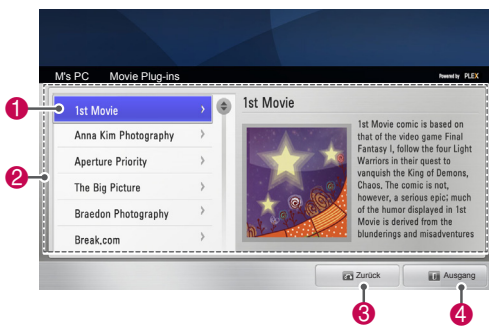 M's PC Movie Plug-ins
Powered by PLEX
1st Movie
Anna Kim Photography
Aperture Priority
The Big Picture
Braedon Photography
Break.com
1st Movie
1st Movie comic is based on
that of the video game Final
Fantasy I, follow the four Light
Warriors in their quest to
vanquish the King of Demons,
Chaos. The comic is not,
however, a serious epic; much
of the humor displayed in 1st
Movie is derived from the
blunderings and misadventures
Zurück
Ausgang
1
2
3
4